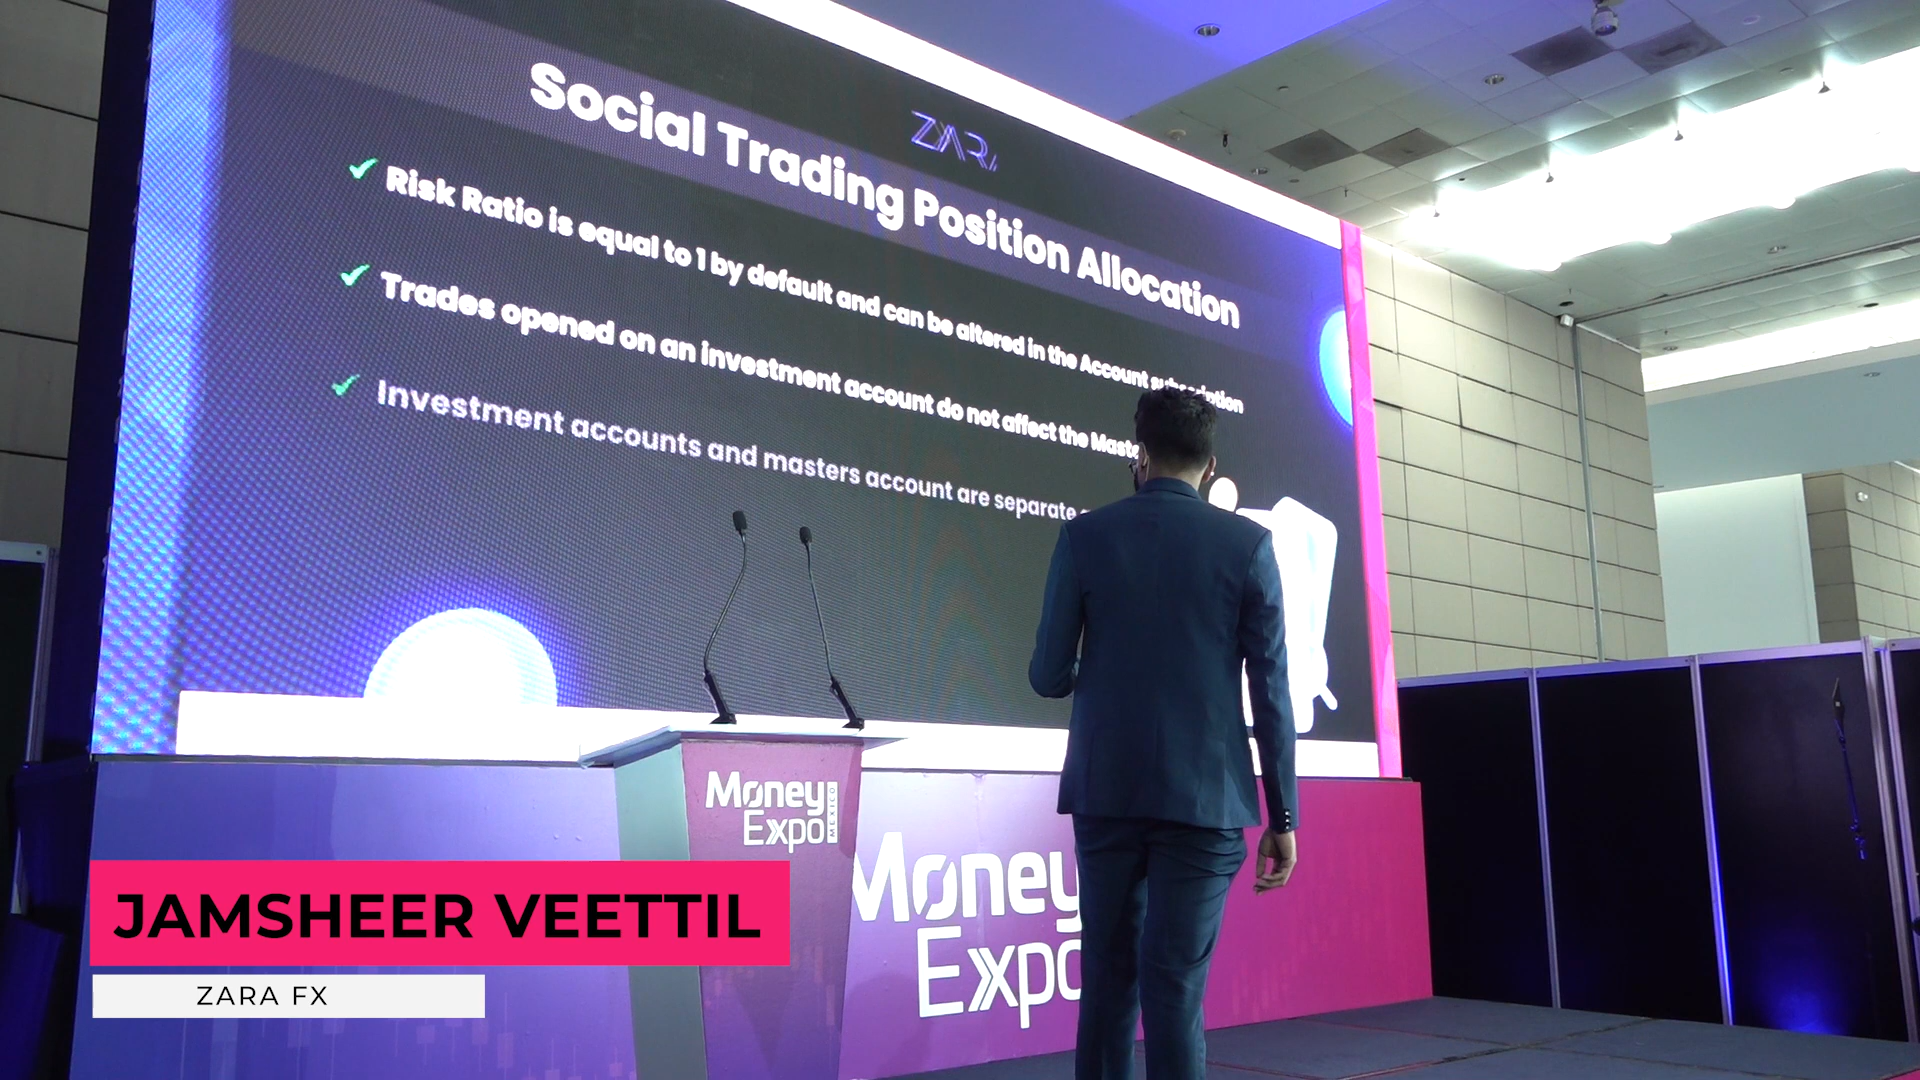 ZARA
Social Trading Position Allocation
Risk Ratio is equal to 1 by default and can be altered in the Account subscription
Trades opened on an investment account do not affect the
Investment accounts and masters account are separate
Money
Expo
MEXICO
Money
Expo
JAMSHEER VEETTIL
ZARA FX